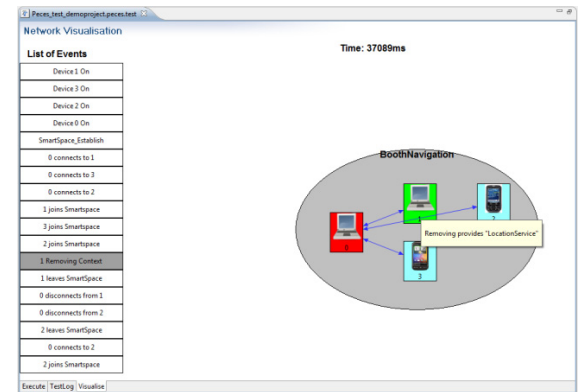 Peces_test_demoproject.peces.test
Network Visualisation
List of Events
Time: 37089ms
Device 1 On
Device 3 On
Device 2 On
Device 0 On
SmartSpace_Establish
0 connects to 1
0 connects to 3
0 connects to 2
1 joins Smartspace
3 joins Smartspace
2 joins Smartspace
1 Removing Context
1 leaves SmartSpace
0 disconnects from 1
0 disconnects from 2
2 leaves SmartSpace
0 connects to 2
2 joins Smartspace
BoothNavigation
Removing provides "LocationService"
3
Execute TestLog Visualise